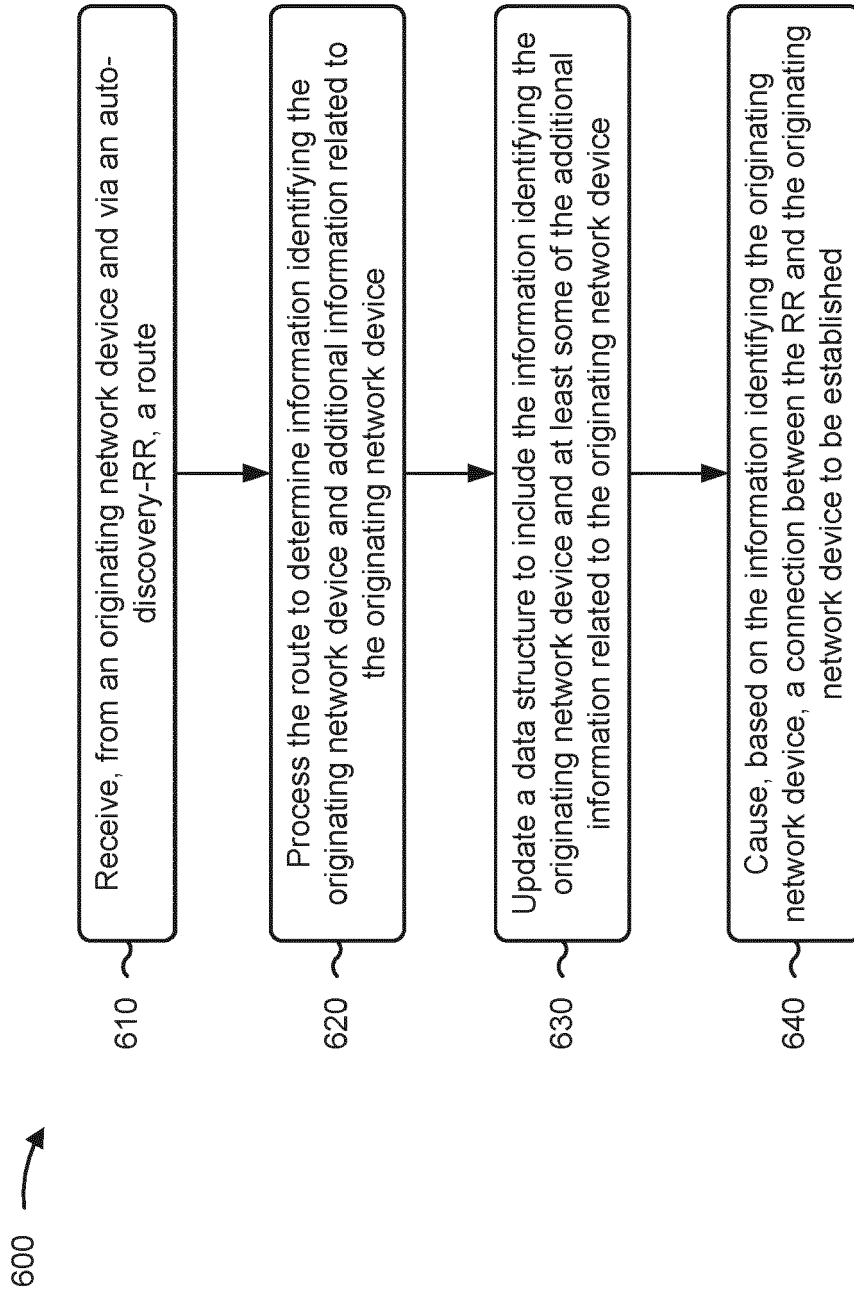 600
610
Receive, from an originating network device and via an auto-
discovery-RR, a route
620
Process the route to determine information identifying the
originating network device and additional information related to
the originating network device
630
Update a data structure to include the information identifying the
originating network device and at least some of the additional
information related to the originating network device
640
Cause, based on the information identifying the originating
network device, a connection between the RR and the originating
network device to be established